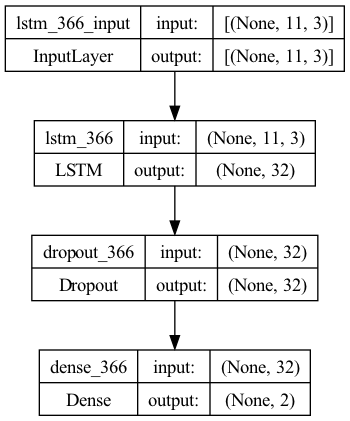 lstm_366_input input: [(None, 11, 3)]
InputLayer output: [(None, 11, 3)]
lstm_366 input: (None, 11, 3)
LSTM output: (None, 32)
dropout_366 input: (None, 32)
Dropout output: (None, 32)
dense_366 input: (None, 32)
Dense output: (None, 2)